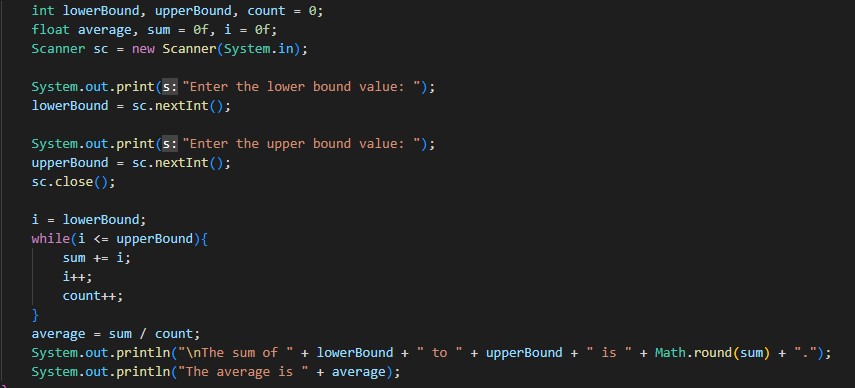 int lowerBound, upperBound, count = 0;
float average, sum = 0f, i = 0f;
Scanner sc = new Scanner(System.in);
System.out.print(s: "Enter the lower bound value: ");
lowerBound = sc.nextInt();
System.out.print(s: "Enter the upper bound value: ");
upperBound = sc.nextInt();
sc.close();
i = lowerBound;
while(i <= upperBound){
sum += i;
i++;
count++;
}
average = sum / count;
System.out.println("\nThe sum of " + lowerBound + " to " + upperBound + " is " + Math.round(sum) + ".");
System.out.println("The average is " + average);